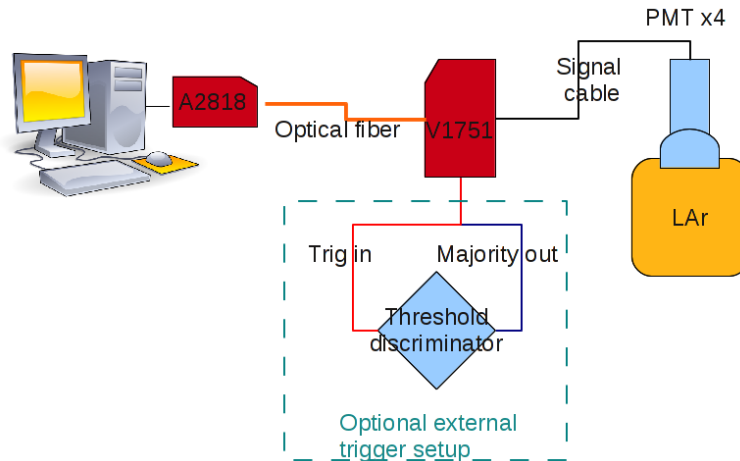 PMT x4
Signal
cable
A2818
Optical fiber
V1751
LAr
Trig in
Majority out
Threshold
discriminator
Optional external
trigger setup